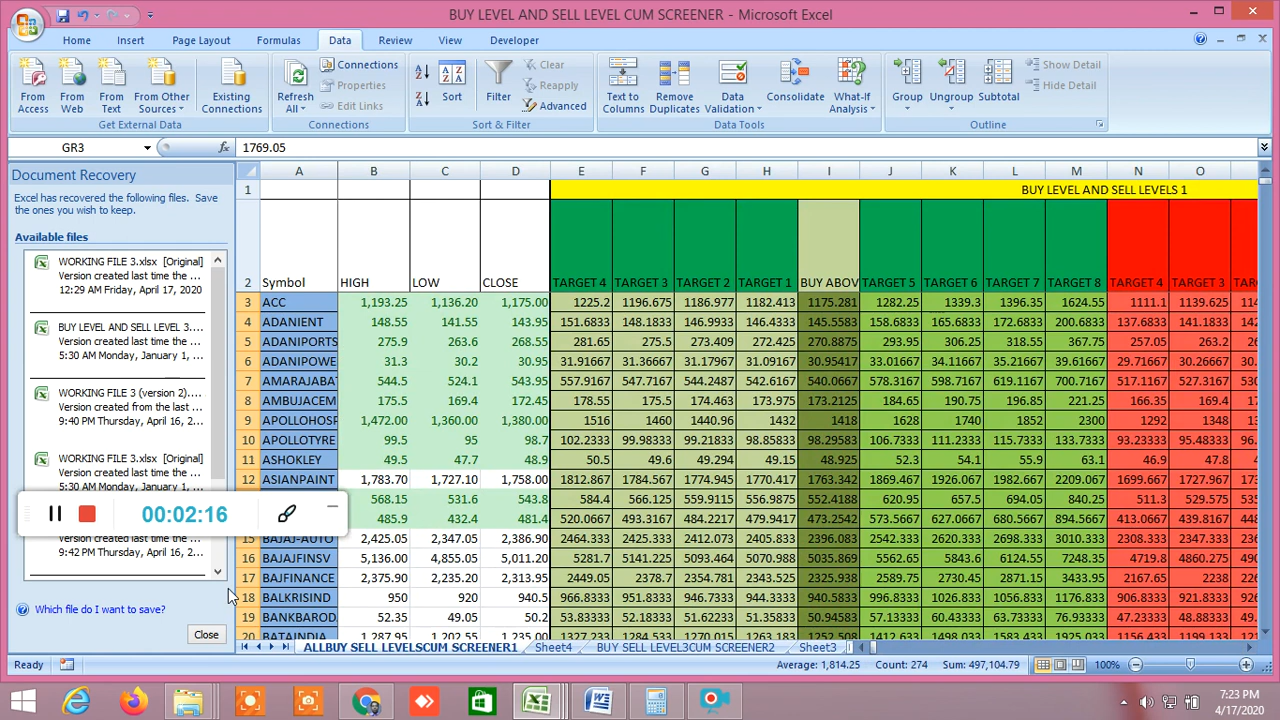 BUY LEVEL AND SELL LEVEL CUM SCREENER - Microsoft Excel
Home Insert Page Layout Formulas Data Review View Developer
From Access From Web From Text From Other Sources Existing Connections Refresh All Connections Properties Edit Links Sort Filter Clear Reapply Advanced Text to Columns Remove Duplicates Data Validation Consolidate What-If Analysis Group Ungroup Subtotal Show Detail Hide Detail
Get External Data Connections Sort & Filter Data Tools Outline
GR3 fx 1769.05
Document Recovery
Excel has recovered the following files. Save
the ones you wish to keep.
Available files
WORKING FILE 3.xlsx [Original]
Version created last time the ...
12:29 AM Friday, April 17, 2020
BUY LEVEL AND SELL LEVEL 3....
Version created last time the ...
5:30 AM Monday, January 1, ...
WORKING FILE 3 (version 2)....
Version created from the last ...
9:40 PM Thursday, April 16, 2...
WORKING FILE 3.xlsx [Original]
Version created last time the ...
5:30 AM Monday, January 1, ...
00:02:16
Version created last time the ...
9:42 PM Thursday, April 16, 2...
Which file do I want to save?
Close
A B C D E F G H I J K L M N O
1 BUY LEVEL AND SELL LEVELS 1
2 Symbol HIGH LOW CLOSE TARGET 4 TARGET 3 TARGET 2 TARGET 1 BUY ABOV TARGET 5 TARGET 6 TARGET 7 TARGET 8 TARGET 4 TARGET 3
3 ACC 1,193.25 1,136.20 1,175.00 1225.2 1196.675 1186.977 1182.413 1175.281 1282.25 1339.3 1396.35 1624.55 1111.1 1139.625 114
4 ADANIENT 148.55 141.55 143.95 151.6833 148.1833 146.9933 146.4333 145.5583 158.6833 165.6833 172.6833 200.6833 137.6833 141.1833 142
5 ADANIPORTS 275.9 263.6 268.55 281.65 275.5 273.409 272.425 270.8875 293.95 306.25 318.55 367.75 257.05 263.2 265
6 ADANIPOWE 31.3 30.2 30.95 31.91667 31.36667 31.17967 31.09167 30.95417 33.01667 34.11667 35.21667 39.61667 29.71667 30.26667
7 AMARAJABA 544.5 524.1 543.95 557.9167 547.7167 544.2487 542.6167 540.0667 578.3167 598.7167 619.1167 700.7167 517.1167 527.3167 530
8 AMBUJACEM 175.5 169.4 172.45 178.55 175.5 174.463 173.975 173.2125 184.65 190.75 196.85 221.25 166.35 169.4
9 APOLLOHOSP 1,472.00 1,360.00 1,380.00 1516 1460 1440.96 1432 1418 1628 1740 1852 2300 1292 1348
10 APOLLOTYRE 99.5 95 98.7 102.2333 99.98333 99.21833 98.85833 98.29583 106.7333 111.2333 115.7333 133.7333 93.23333 95.48333
11 ASHOKLEY 49.5 47.7 48.9 50.5 49.6 49.294 49.15 48.925 52.3 54.1 55.9 63.1 46.9 47.8
12 ASIANPAINT 1,783.70 1,727.10 1,758.00 1812.867 1784.567 1774.945 1770.417 1763.342 1869.467 1926.067 1982.667 2209.067 1699.667 1727.967
568.15 531.6 543.8 584.4 566.125 559.9115 556.9875 552.4188 620.95 657.5 694.05 840.25 511.3 529.575
485.9 432.4 481.4 520.0667 493.3167 484.2217 479.9417 473.2542 573.5667 627.0667 680.5667 894.5667 413.0667 439.8167
15 BAJAJ-AUTO 2,425.05 2,347.05 2,386.90 2464.333 2425.333 2412.073 2405.833 2396.083 2542.333 2620.333 2698.333 3010.333 2308.333 2347.333
16 BAJAJFINSV 5,136.00 4,855.05 5,011.20 5281.7 5141.225 5093.464 5070.988 5035.869 5562.65 5843.6 6124.55 7248.35 4719.8 4860.275
17 BAJFINANCE 2,375.90 2,235.20 2,313.95 2449.05 2378.7 2354.781 2343.525 2325.938 2589.75 2730.45 2871.15 3433.95 2167.65 2238
18 BALKRISIND 950 920 940.5 966.8333 951.8333 946.7333 944.3333 940.5833 996.8333 1026.833 1056.833 1176.833 906.8333 921.8333
19 BANKBAROD 52.35 49.05 50.2 53.83333 52.18333 51.62233 51.35833 50.94583 57.13333 60.43333 63.73333 76.93333 47.23333 48.88333
20 BATAINDIA 1,287.95 1,202.55 1,235.00
ALLBUY SELL LEVELSCUM SCREENER1 Sheet4 BUY SELL LEVEL3CUM SCREENER2 Sheet3
Ready Average: 1,814.25 Count: 274 Sum: 497,104.79 100%
7:23 PM
4/17/2020